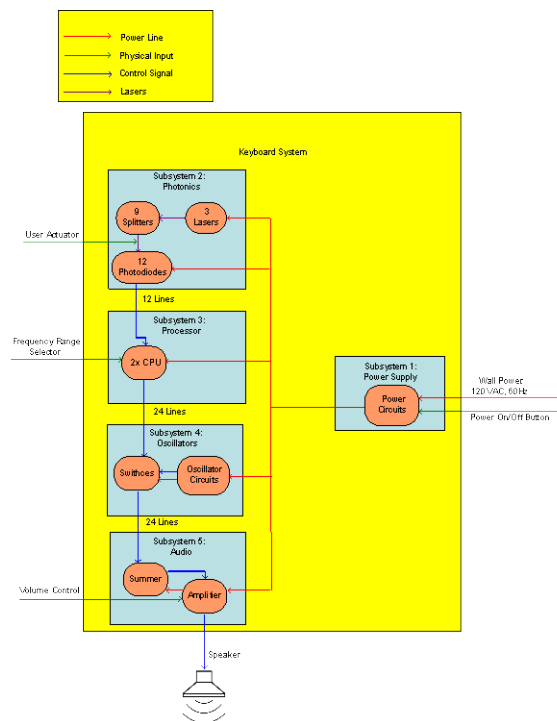 Power Line
Physical Input
Control Signal
Lasers
Keyboard System
Subsystem 2:
Photonics
9
Splitters
3
Lasers
User Actuator
12
Photodiodes
12 Lines
Subsystem 3:
Processor
Frequency Range
Selector
2x CPU
Subsystem 1:
Power Supply
Power
Circuits
Wall Power
120 VAC, 60 Hz
Power On/Off Button
24 Lines
Subsystem 4:
Oscillators
Swithces
Oscillator
Circuits
24 Lines
Subsystem 5:
Audio
Summer
Amplifier
Volume Control
Speaker